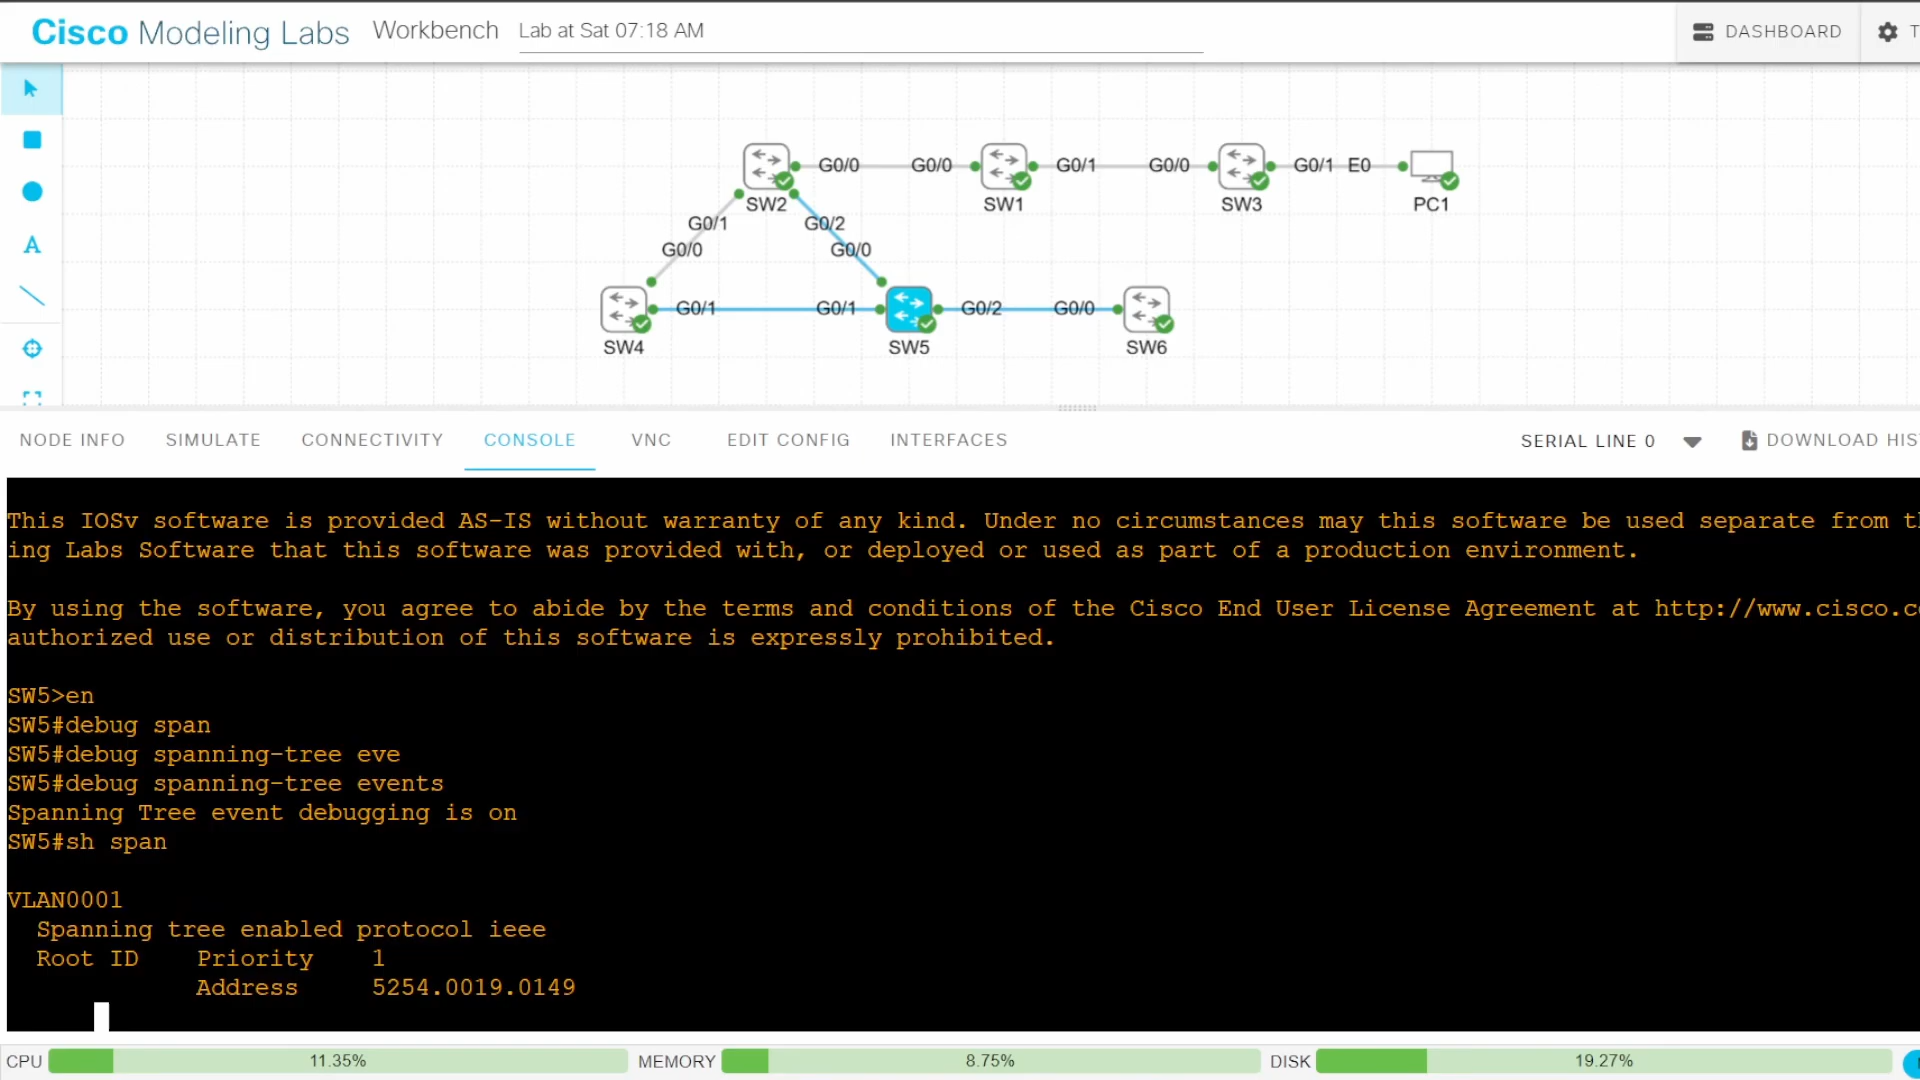 Cisco Modeling Labs Workbench Lab at Sat 07:18 AM DASHBOARD
SW2 G0/0 G0/0 SW1 G0/1 G0/0 SW3 G0/1 E0 PC1
G0/1 G0/2
G0/0 G0/0
SW4 G0/1 G0/1 SW5 G0/2 G0/0 SW6
NODE INFO SIMULATE CONNECTIVITY CONSOLE VNC EDIT CONFIG INTERFACES SERIAL LINE 0 DOWNLOAD HIS
This IOSv software is provided AS-IS without warranty of any kind. Under no circumstances may this software be used separate from th
ing Labs Software that this software was provided with, or deployed or used as part of a production environment.
By using the software, you agree to abide by the terms and conditions of the Cisco End User License Agreement at http://www.cisco.c
authorized use or distribution of this software is expressly prohibited.
SW5>en
SW5#debug span
SW5#debug spanning-tree eve
SW5#debug spanning-tree events
Spanning Tree event debugging is on
SW5#sh span
VLAN0001
Spanning tree enabled protocol ieee
Root ID Priority 1
Address 5254.0019.0149
CPU 11.35% MEMORY 8.75% DISK 19.27%